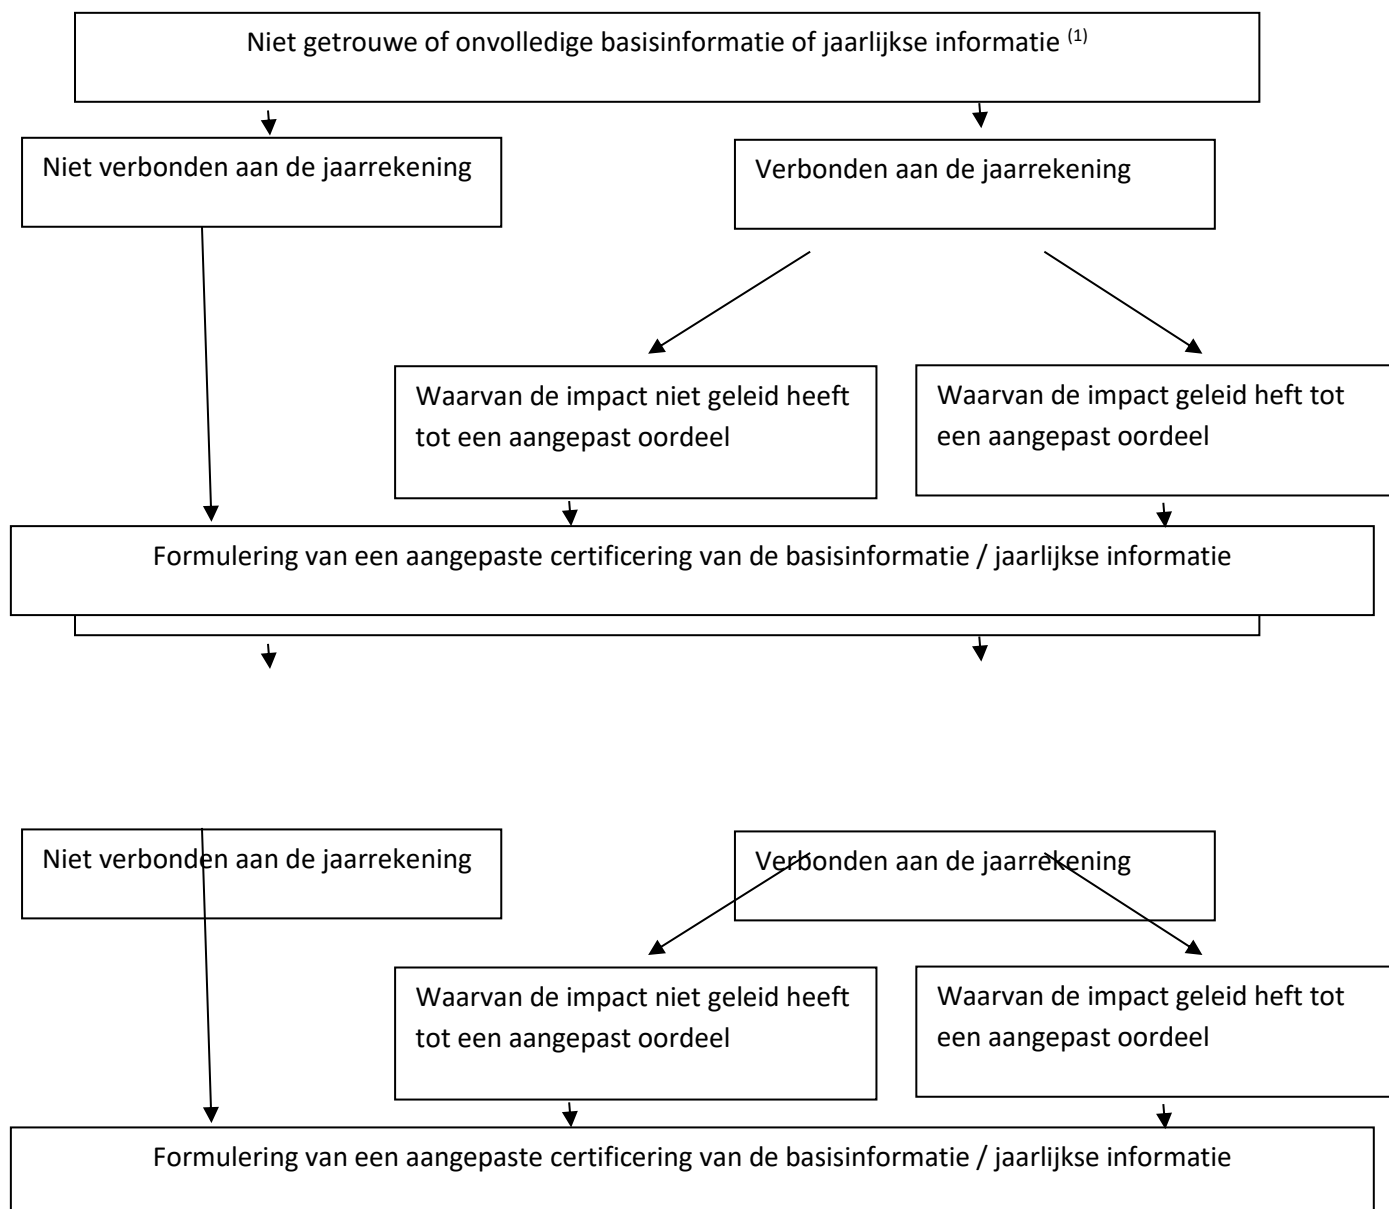 Niet getrouwe of onvolledige basisinformatie of jaarlijkse informatie (1)
Niet verbonden aan de jaarrekening
Verbonden aan de jaarrekening
Waarvan de impact niet geleid heeft
tot een aangepast oordeel
Waarvan de impact geleid heft tot
een aangepast oordeel
Formulering van een aangepaste certificering van de basisinformatie / jaarlijkse informatie
Niet verbonden aan de jaarrekening
Verbonden aan de jaarrekening
Waarvan de impact niet geleid heeft
tot een aangepast oordeel
Waarvan de impact geleid heft tot
een aangepast oordeel
Formulering van een aangepaste certificering van de basisinformatie / jaarlijkse informatie